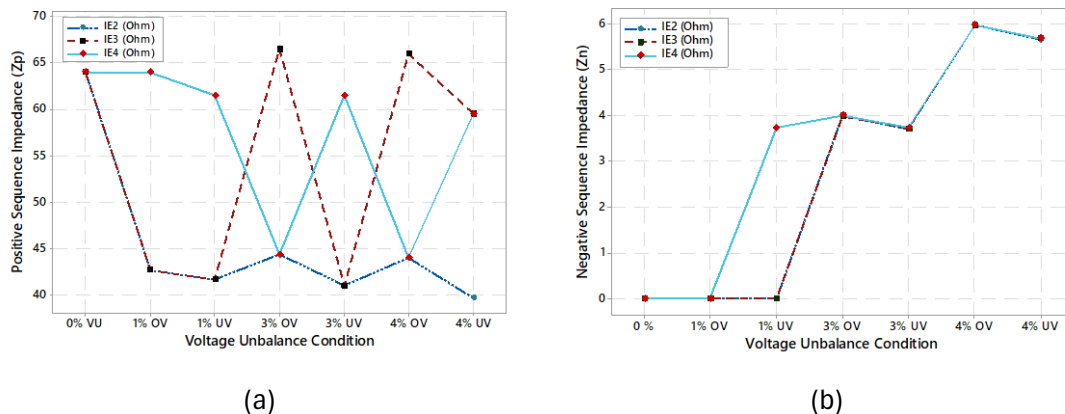 IE2 (Ohm)
IE3 (Ohm)
IE4 (Ohm)
Positive Sequence Impedance (Zp)
70
65
60
55
50
45
40
0% VU 1% OV 1% UV 3% OV 3% UV 4% OV 4% UV
Voltage Unbalance Condition
(a)
IE2 (Ohm)
IE3 (Ohm)
IE4 (Ohm)
Negative Sequence Impedance (Zn)
6
5
4
3
2
1
0
0 % 1% OV 1% UV 3% OV 3% UV 4% OV 4% UV
Voltage Unbalance Condition
(b)